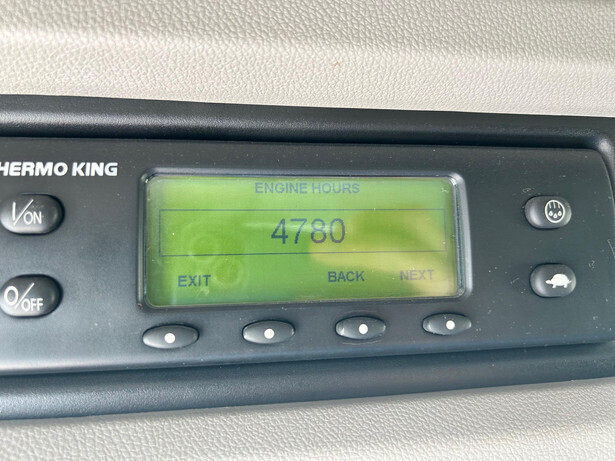 HERMO KING
I/ON
O/OFF
ENGINE HOURS
4780
EXIT BACK NEXT